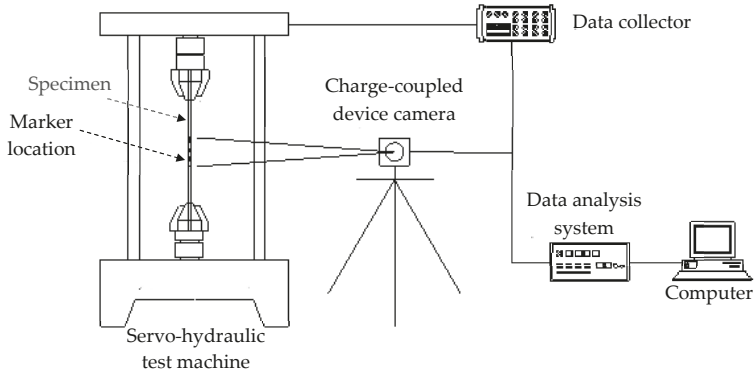 Data collector
Specimen
Charge-coupled
device camera
Marker
location
Data analysis
system
Computer
Servo-hydraulic
test machine